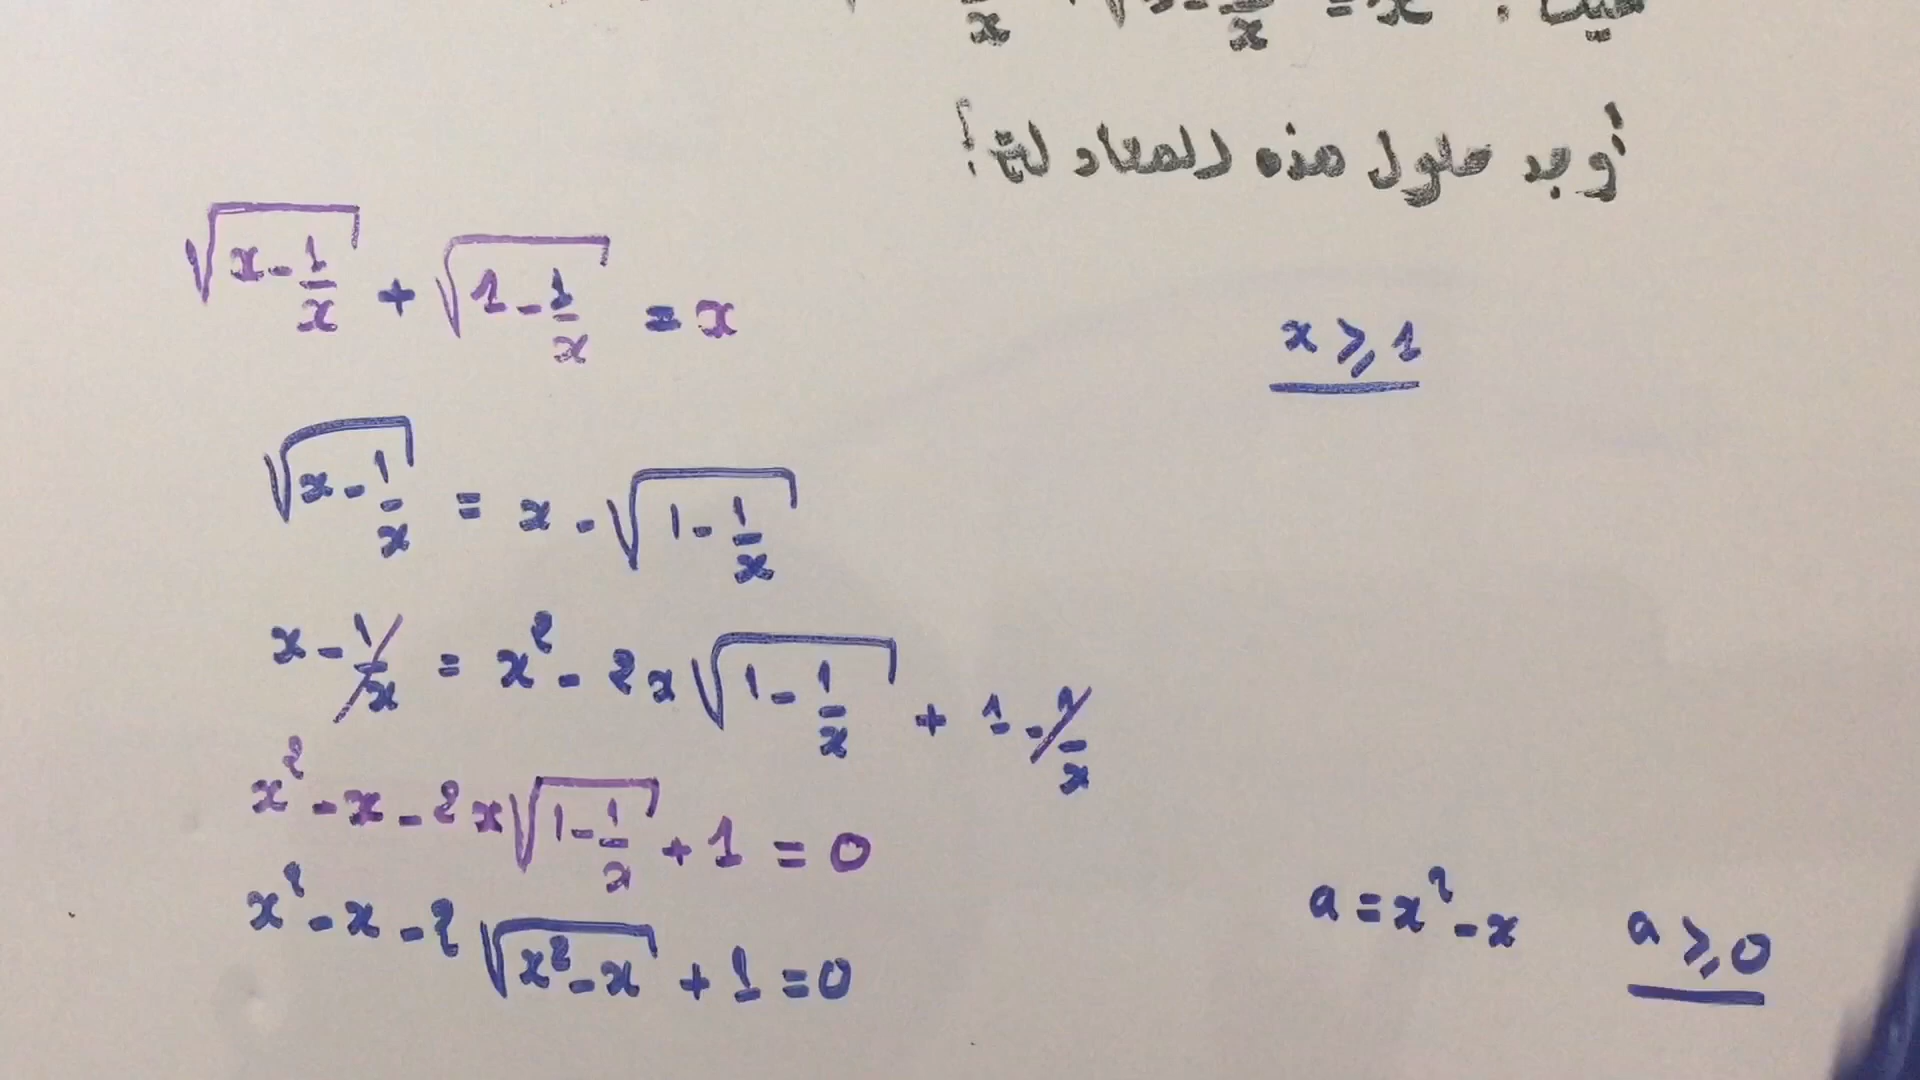 أوجد حلول هذه المعادلة!
√(x - 1/x) + √(1 - 1/x) = x
x ⩾ 1
√(x - 1/x) = x - √(1 - 1/x)
x - 1/x = x² - 2x√(1 - 1/x) + 1 - 1/x
x² - x - 2x√(1 - 1/x) + 1 = 0
x² - x - 2√(x² - x) + 1 = 0
a = x² - x a ⩾ 0